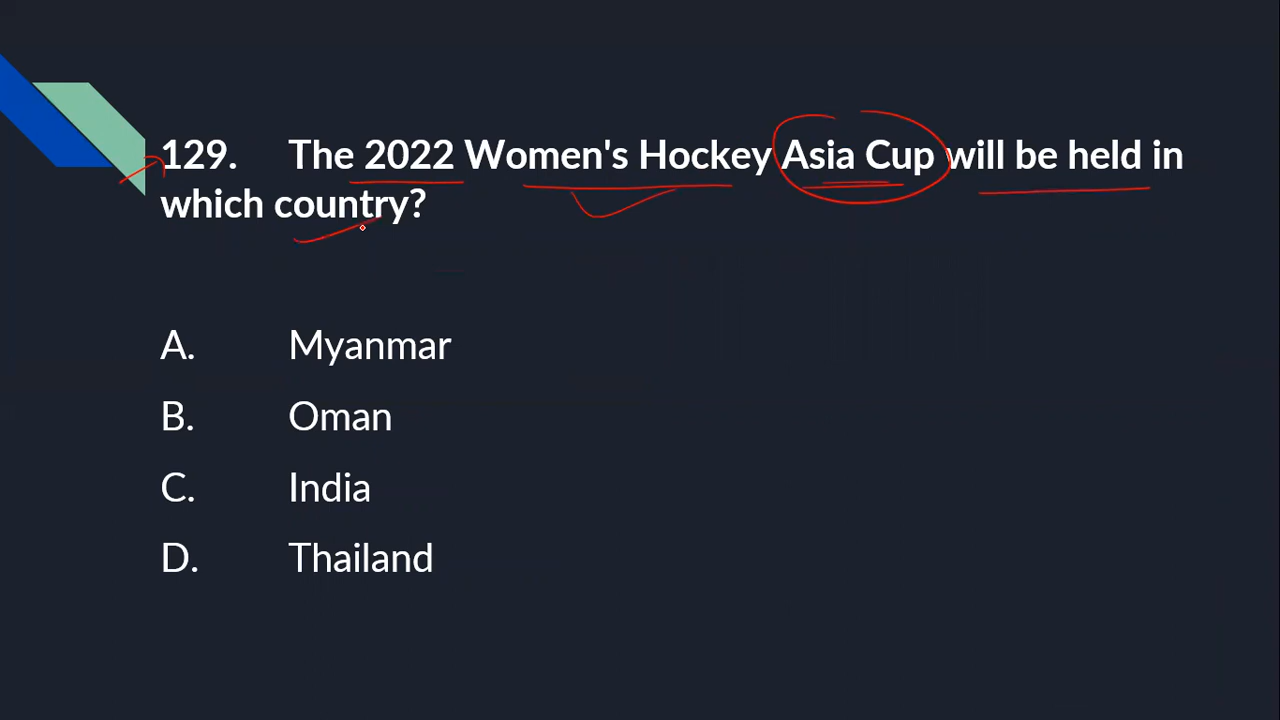 129. The 2022 Women's Hockey Asia Cup will be held in
which country?
A. Myanmar
B. Oman
C. India
D. Thailand